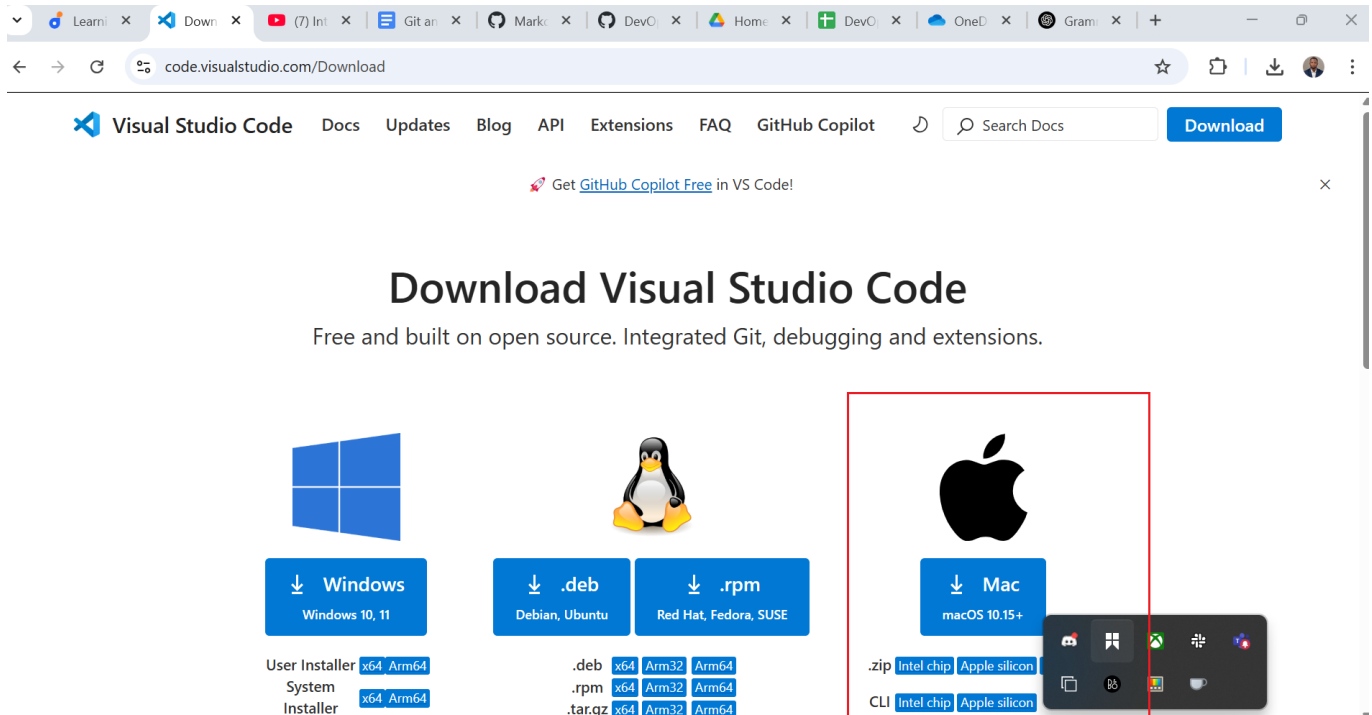 Learni
Down
(7) Int
Git an
Markd
DevO
Home
DevO
OneD
Gram
code.visualstudio.com/Download
Visual Studio Code
Docs
Updates
Blog
API
Extensions
FAQ
GitHub Copilot
Search Docs
Download
🚀 Get GitHub Copilot Free in VS Code!
Download Visual Studio Code
Free and built on open source. Integrated Git, debugging and extensions.
Windows
Windows 10, 11
User Installer x64 Arm64
System
Installer
x64 Arm64
.deb
Debian, Ubuntu
.rpm
Red Hat, Fedora, SUSE
.deb x64 Arm32 Arm64
.rpm x64 Arm32 Arm64
.tar.gz x64 Arm32 Arm64
Mac
macOS 10.15+
.zip Intel chip Apple silicon
CLI Intel chip Apple silicon